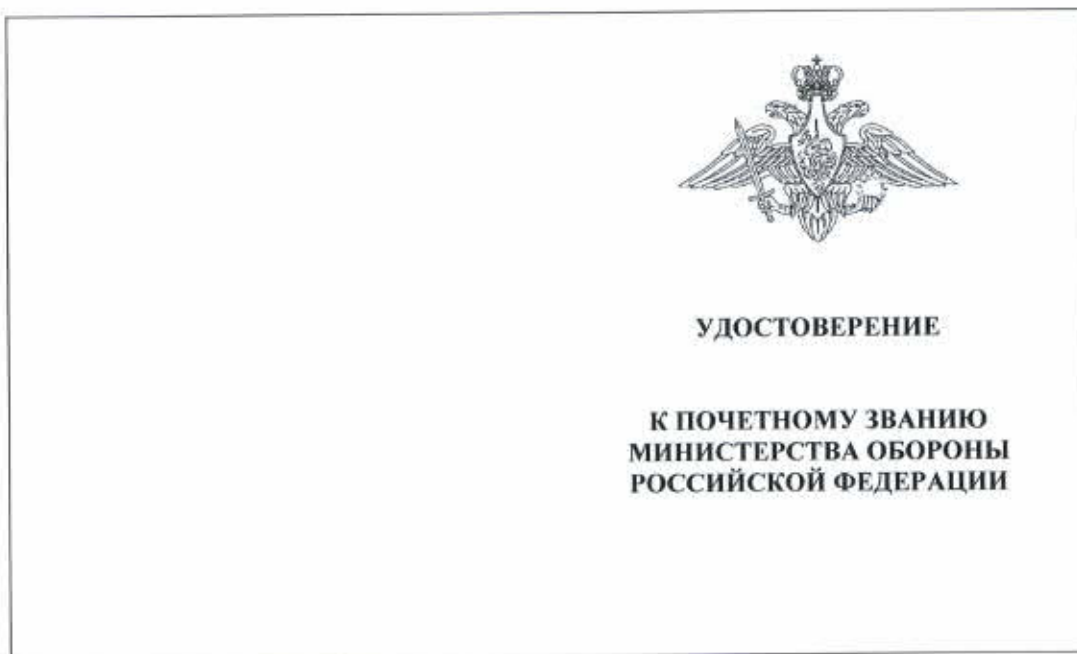 УДОСТОВЕРЕНИЕ
К ПОЧЕТНОМУ ЗВАНИЮ
МИНИСТЕРСТВА ОБОРОНЫ
РОССИЙСКОЙ ФЕДЕРАЦИИ